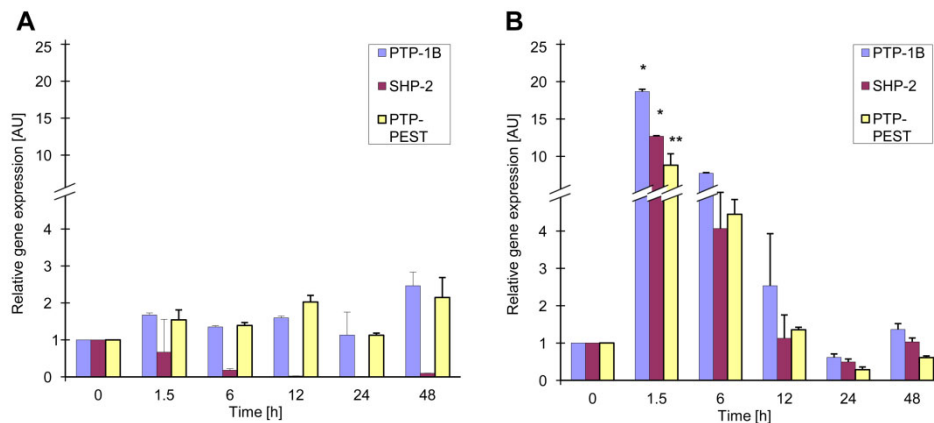 A
25
20
15
10
4
3
2
1
0
Relative gene expression [AU]
PTP-1B
SHP-2
PTP-
PEST
0 1.5 6 12 24 48
Time [h]
B
25
20
15
10
4
3
2
1
0
Relative gene expression [AU]
* * **
PTP-1B
SHP-2
PTP-
PEST
0 1.5 6 12 24 48
Time [h]